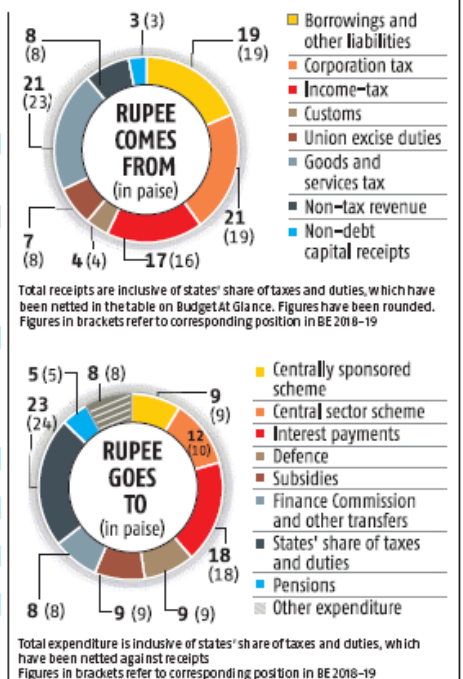 3 (3)
8
(8)
19
(19)
21
(23)
RUPEE
COMES
FROM
(in paise)
7
(8)
4 (4)
17 (16)
21
(19)
Borrowings and
other liabilities
Corporation tax
Income-tax
Customs
Union excise duties
Goods and
services tax
Non-tax revenue
Non-debt
capital receipts
Total receipts are inclusive of states' share of taxes and duties, which have
been netted in the table on Budget At Glance. Figures have been rounded.
Figures in brackets refer to corresponding position in BE 2018-19
5 (5)
8 (8)
23
(24)
9
(9)
12
(10)
RUPEE
GOES
TO
(in paise)
18
(18)
8 (8)
9 (9)
9 (9)
Centrally sponsored
scheme
Central sector scheme
Interest payments
Defence
Subsidies
Finance Commission
and other transfers
States' share of taxes
and duties
Pensions
Other expenditure
Total expenditure is inclusive of states' share of taxes and duties, which
have been netted against receipts
Figures in brackets refer to corresponding position in BE 2018-19